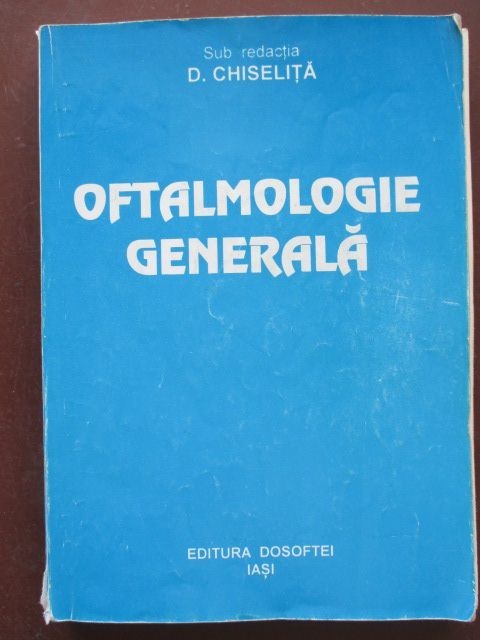 Sub redacția
D. CHISELIȚĂ
OFTALMOLOGIE
GENERALĂ
EDITURA DOSOFTEI
IAȘI